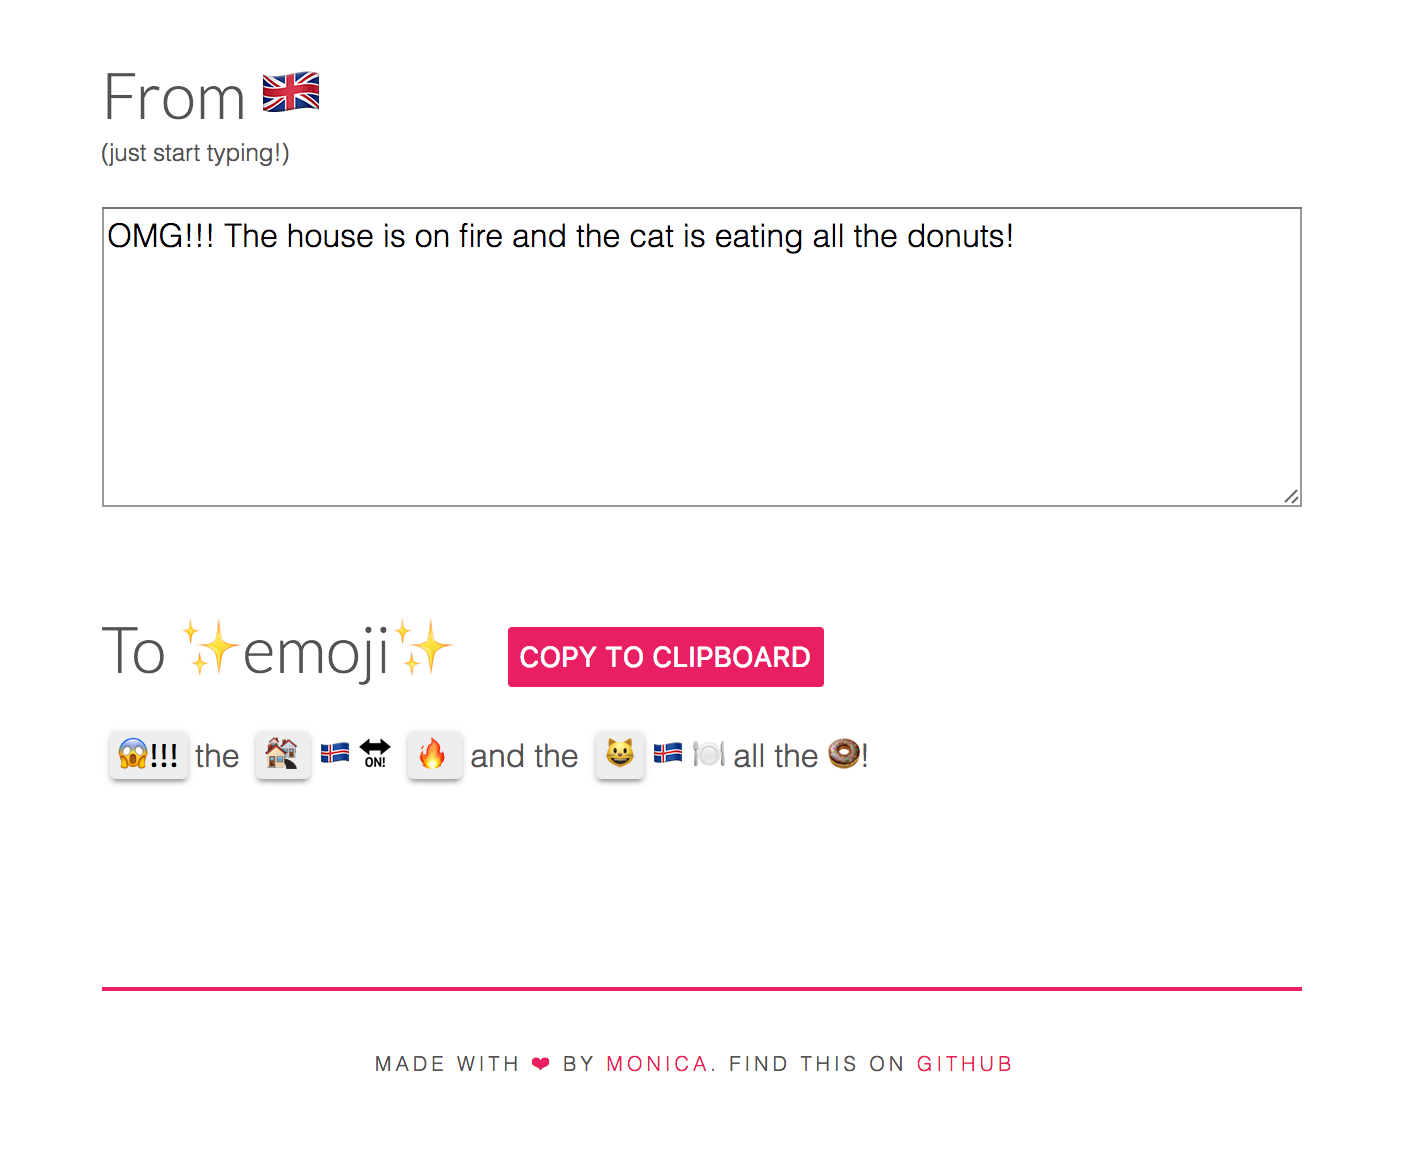 From 🇬🇧
(just start typing!)
OMG!!! The house is on fire and the cat is eating all the donuts!
To ✨emoji✨
COPY TO CLIPBOARD
😱!!! the 🏘 🇮🇸 🔛 🔥 and the 😺 🇮🇸 🍽 all the 🍩!
MADE WITH ❤ BY MONICA. FIND THIS ON GITHUB